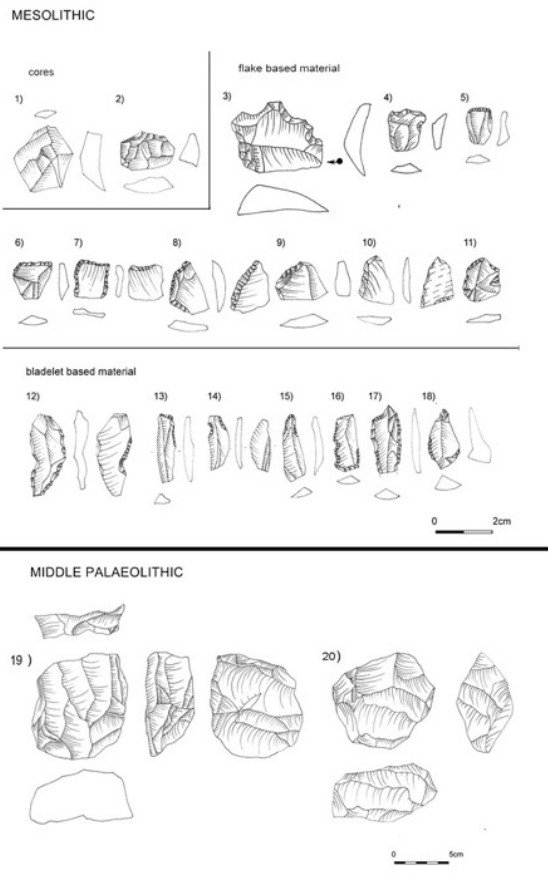 MESOLITHIC
cores
flake based material
1)
2)
3)
4)
5)
6)
7)
8)
9)
10)
11)
bladelet based material
12)
13)
14)
15)
16)
17)
18)
0 2cm
MIDDLE PALAEOLITHIC
19 )
20)
0 5cm